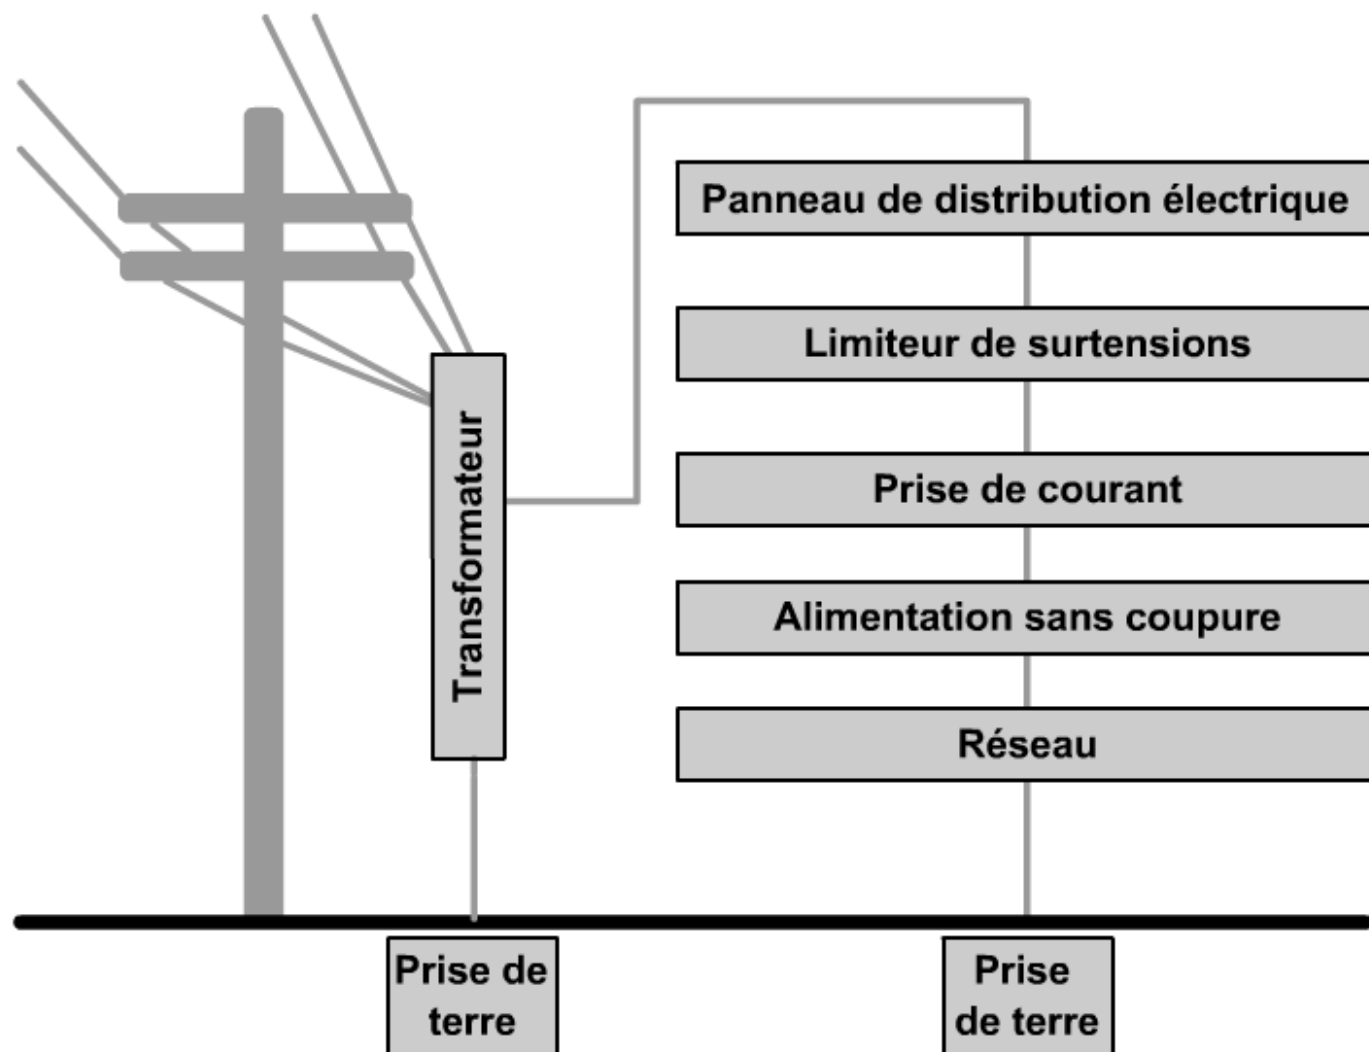 Panneau de distribution électrique
Limiteur de surtensions
Transformateur
Prise de courant
Alimentation sans coupure
Réseau
Prise de
terre
Prise
de terre